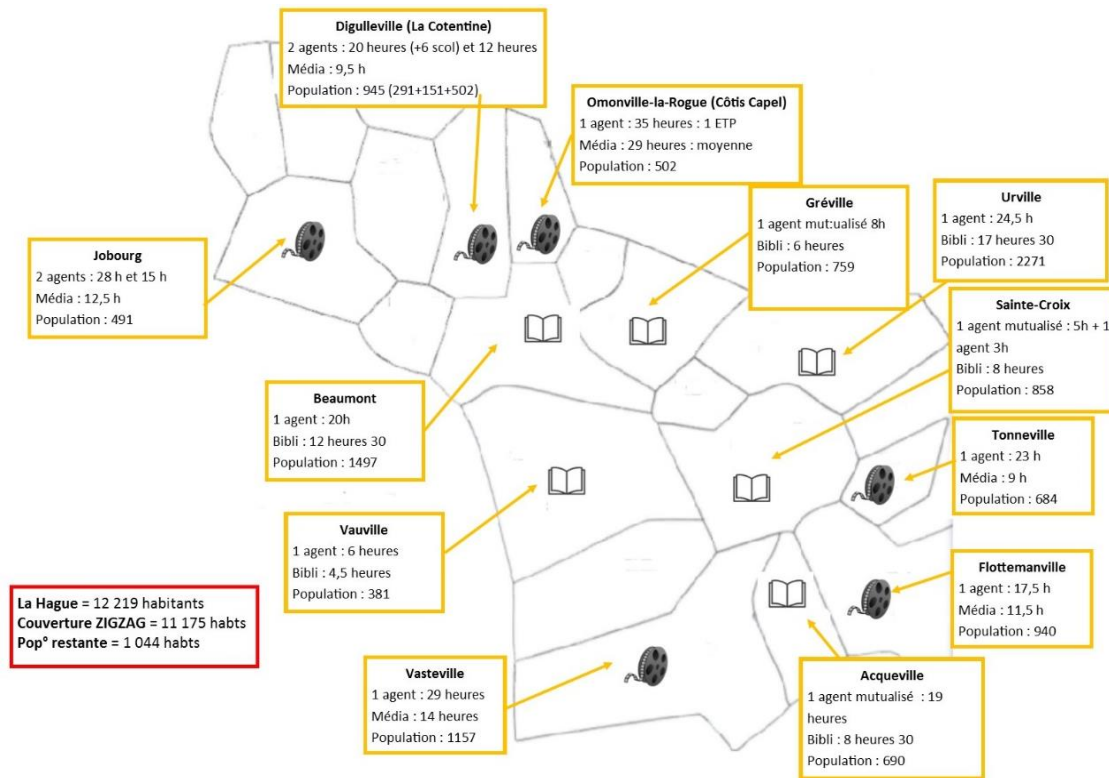 Digulleville (La Cotentine)
2 agents : 20 heures (+6 scol) et 12 heures
Média : 9,5 h
Population : 945 (291+151+502)
Omonville-la-Rogue (Côtis Capel)
1 agent : 35 heures : 1 ETP
Média : 29 heures : moyenne
Population : 502
Gréville
1 agent mut:ualisé 8h
Bibli : 6 heures
Population : 759
Urville
1 agent : 24,5 h
Bibli : 17 heures 30
Population : 2271
Jobourg
2 agents : 28 h et 15 h
Média : 12,5 h
Population : 491
Sainte-Croix
1 agent mutualisé : 5h + 1
agent 3h
Bibli : 8 heures
Population : 858
Beaumont
1 agent : 20h
Bibli : 12 heures 30
Population : 1497
Tonneville
1 agent : 23 h
Média : 9 h
Population : 684
Vauville
1 agent : 6 heures
Bibli : 4,5 heures
Population : 381
Flottemanville
1 agent : 17,5 h
Média : 11,5 h
Population : 940
La Hague = 12 219 habitants
Couverture ZIGZAG = 11 175 habts
Pop° restante = 1 044 habts
Vasteville
1 agent : 29 heures
Média : 14 heures
Population : 1157
Acqueville
1 agent mutualisé : 19
heures
Bibli : 8 heures 30
Population : 690